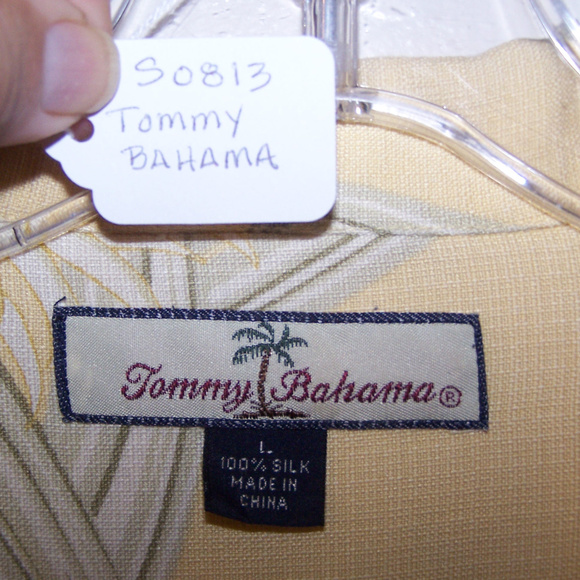 S0813
Tommy
BAHAMA
Tommy Bahama®
L
100% SILK
MADE IN
CHINA